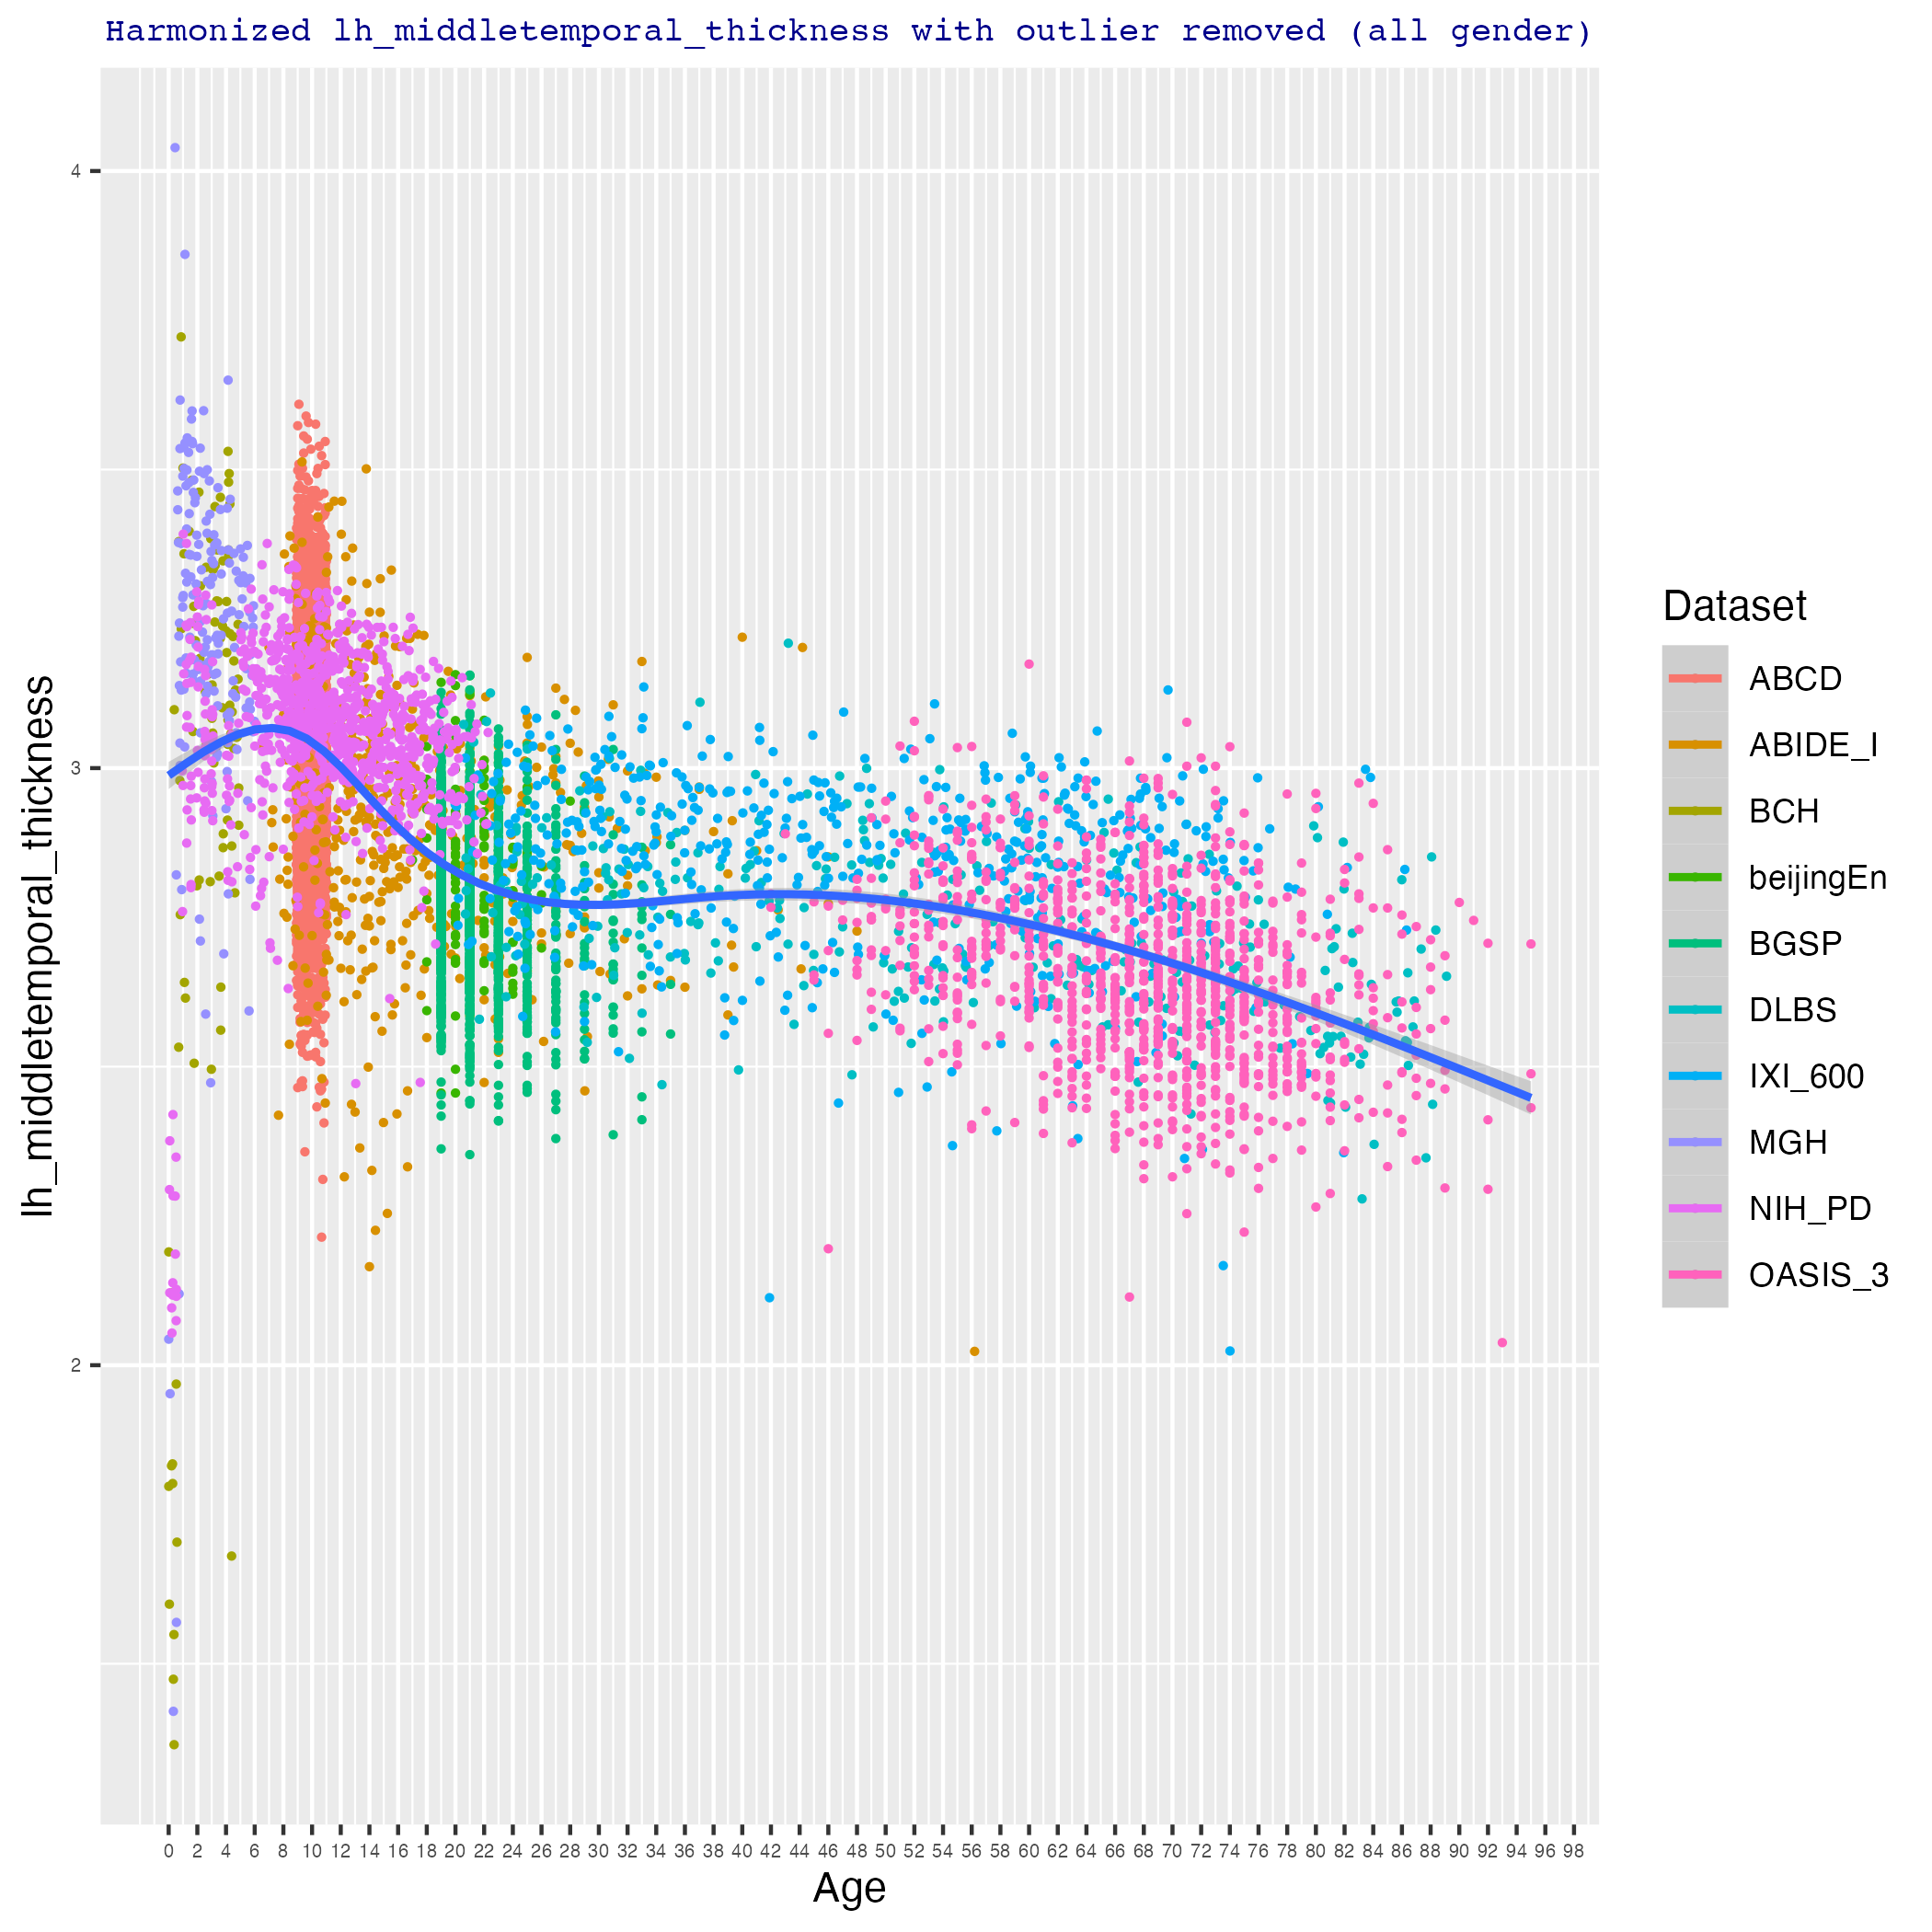 Harmonized lh_middletemporal_thickness with outlier removed (all gender)
4
3
2
lh_middletemporal_thickness
0 2 4 6 8 10 12 14 16 18 20 22 24 26 28 30 32 34 36 38 40 42 44 46 48 50 52 54 56 58 60 62 64 66 68 70 72 74 76 78 80 82 84 86 88 90 92 94 96 98
Age
Dataset
ABCD
ABIDE_I
BCH
beijingEn
BGSP
DLBS
IXI_600
MGH
NIH_PD
OASIS_3